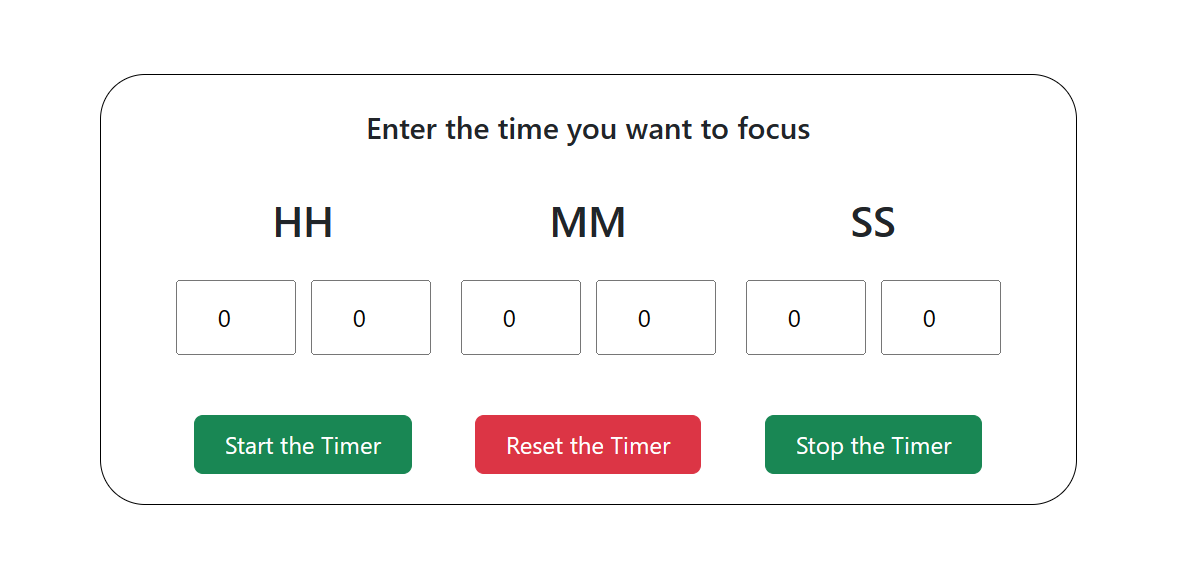 Enter the time you want to focus
HH MM SS
0 0 0 0 0 0
Start the Timer Reset the Timer Stop the Timer